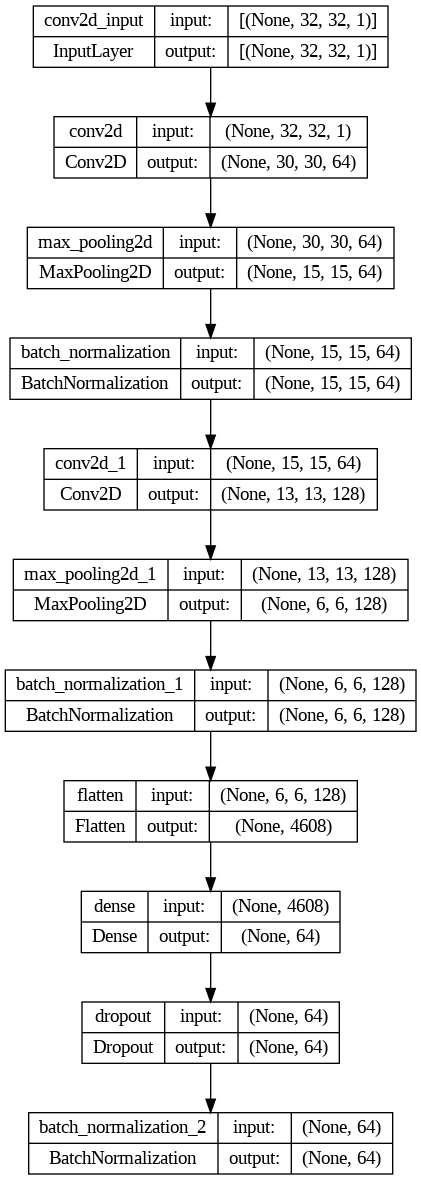 conv2d_input input: [(None, 32, 32, 1)]
InputLayer output: [(None, 32, 32, 1)]
conv2d input: (None, 32, 32, 1)
Conv2D output: (None, 30, 30, 64)
max_pooling2d input: (None, 30, 30, 64)
MaxPooling2D output: (None, 15, 15, 64)
batch_normalization input: (None, 15, 15, 64)
BatchNormalization output: (None, 15, 15, 64)
conv2d_1 input: (None, 15, 15, 64)
Conv2D output: (None, 13, 13, 128)
max_pooling2d_1 input: (None, 13, 13, 128)
MaxPooling2D output: (None, 6, 6, 128)
batch_normalization_1 input: (None, 6, 6, 128)
BatchNormalization output: (None, 6, 6, 128)
flatten input: (None, 6, 6, 128)
Flatten output: (None, 4608)
dense input: (None, 4608)
Dense output: (None, 64)
dropout input: (None, 64)
Dropout output: (None, 64)
batch_normalization_2 input: (None, 64)
BatchNormalization output: (None, 64)